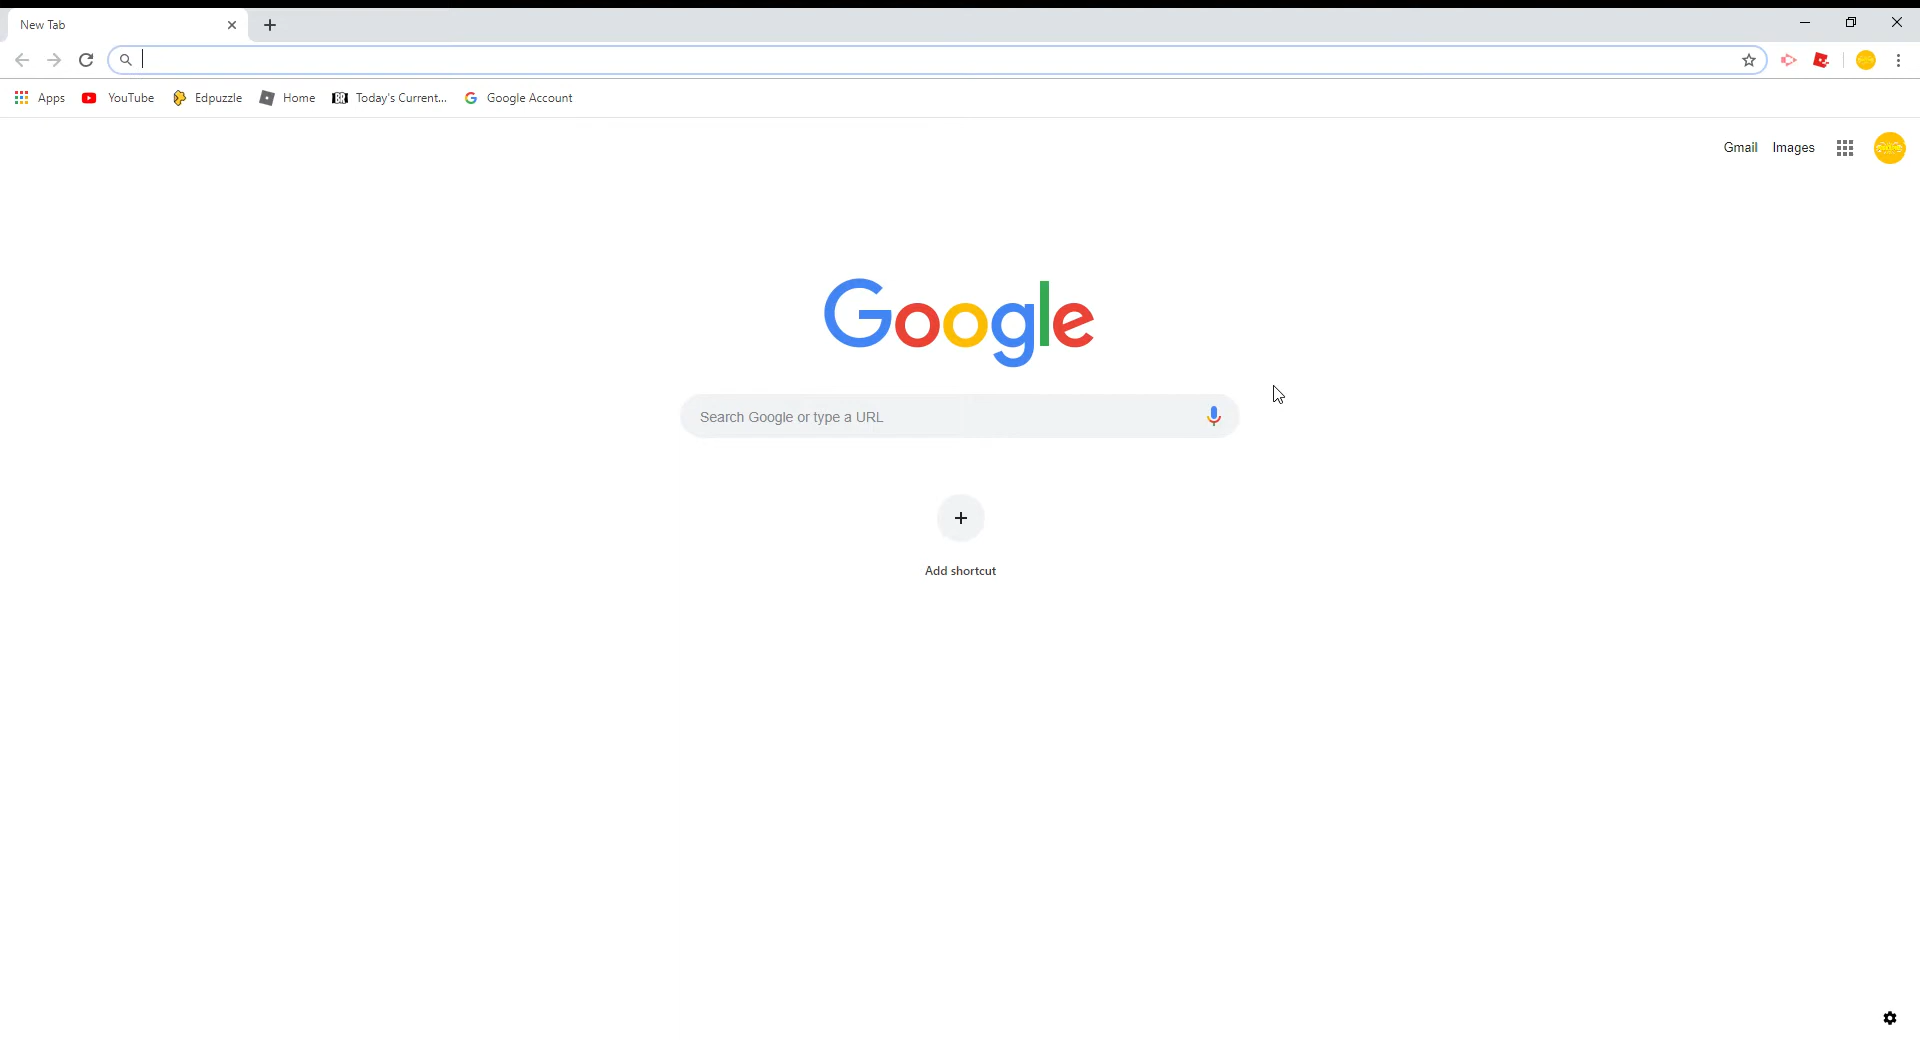 New Tab
Apps YouTube Edpuzzle Home Today's Current... Google Account
Gmail Images
Google
Search Google or type a URL
Add shortcut